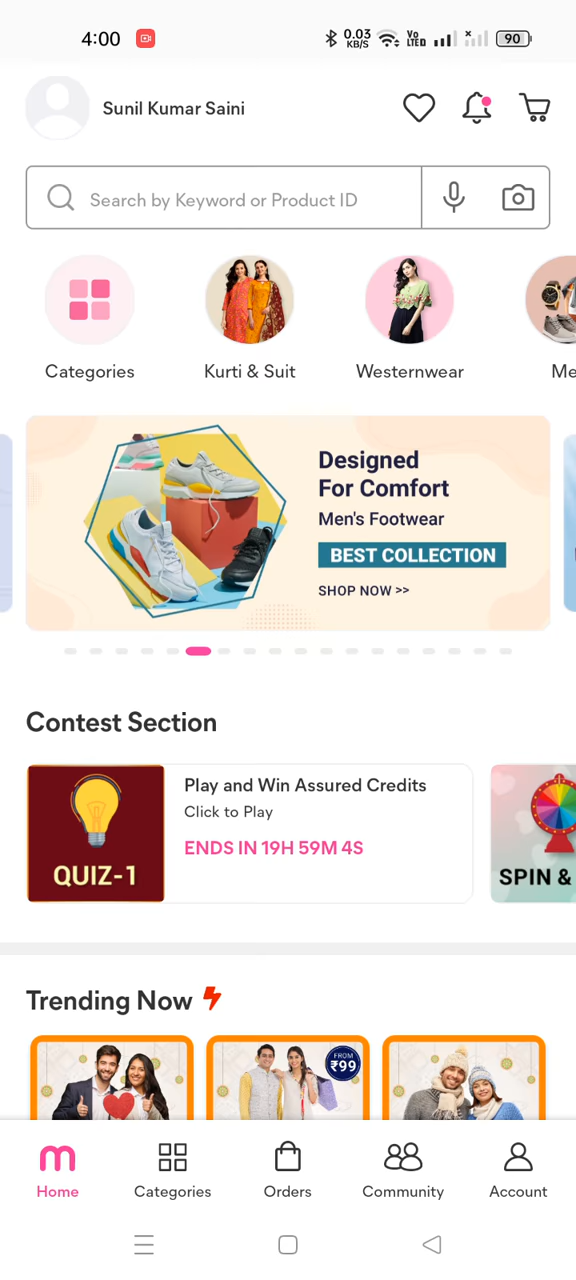 4:00
0.03 KB/S
Vo LTED
90
Sunil Kumar Saini
Search by Keyword or Product ID
Categories
Kurti & Suit
Westernwear
Me
Designed
For Comfort
Men's Footwear
BEST COLLECTION
SHOP NOW >>
Contest Section
Play and Win Assured Credits
Click to Play
ENDS IN 19H 59M 4S
QUIZ-1
SPIN &
Trending Now
FROM
₹99
m
Home
Categories
Orders
Community
Account